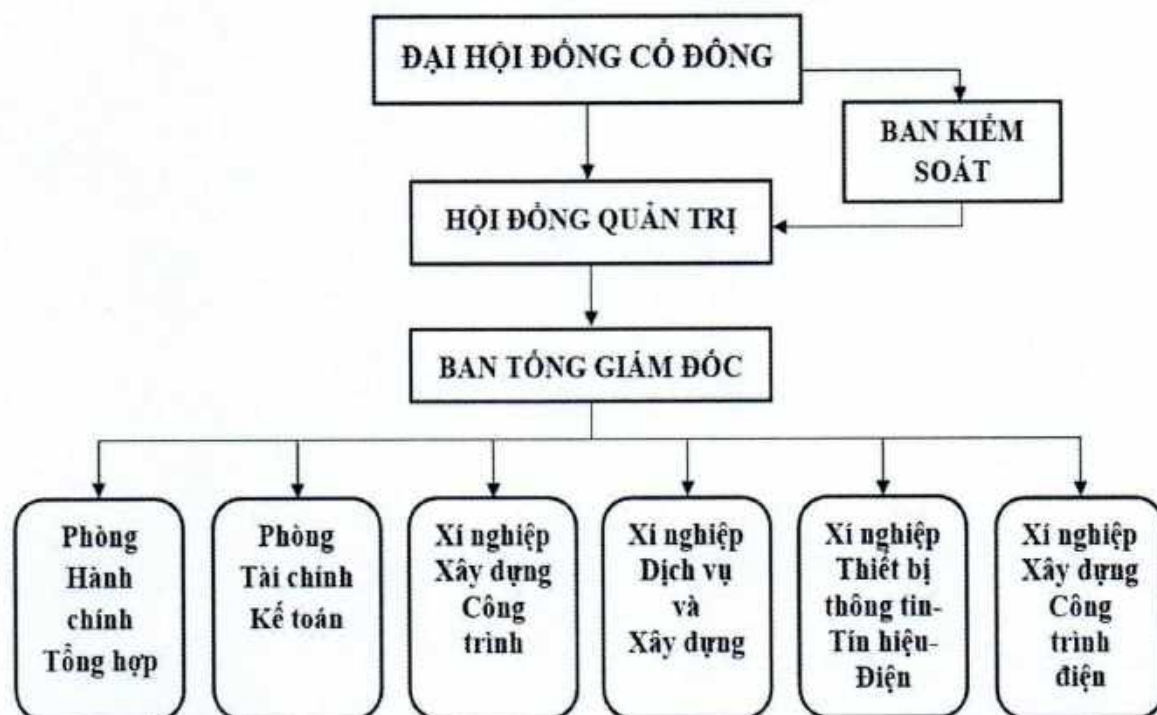 ĐẠI HỘI ĐỒNG CỔ ĐÔNG
BAN KIỂM
SOÁT
HỘI ĐỒNG QUẢN TRỊ
BAN TỔNG GIÁM ĐỐC
Phòng
Hành
chính
Tổng hợp
Phòng
Tài chính
Kế toán
Xí nghiệp
Xây dựng
Công
trình
Xí nghiệp
Dịch vụ
và
Xây dựng
Xí nghiệp
Thiết bị
thông tin-
Tín hiệu-
Điện
Xí nghiệp
Xây dựng
Công
trình
điện